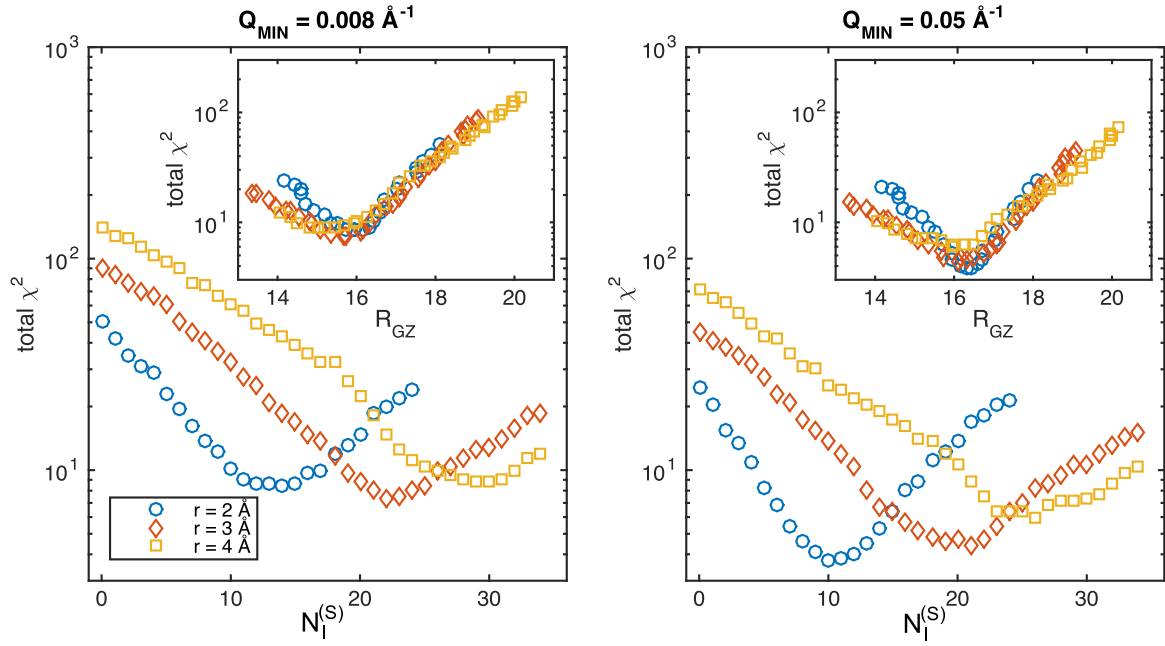 Q_MIN = 0.008 Å^-1
10^3
10^2
10^1
total χ^2
0 10 20 30
N_I^(S)
10^2
10^1
total χ^2
14 16 18 20
R_GZ
r = 2 Å
r = 3 Å
r = 4 Å
Q_MIN = 0.05 Å^-1
10^3
10^2
10^1
total χ^2
0 10 20 30
N_I^(S)
10^2
10^1
total χ^2
14 16 18 20
R_GZ